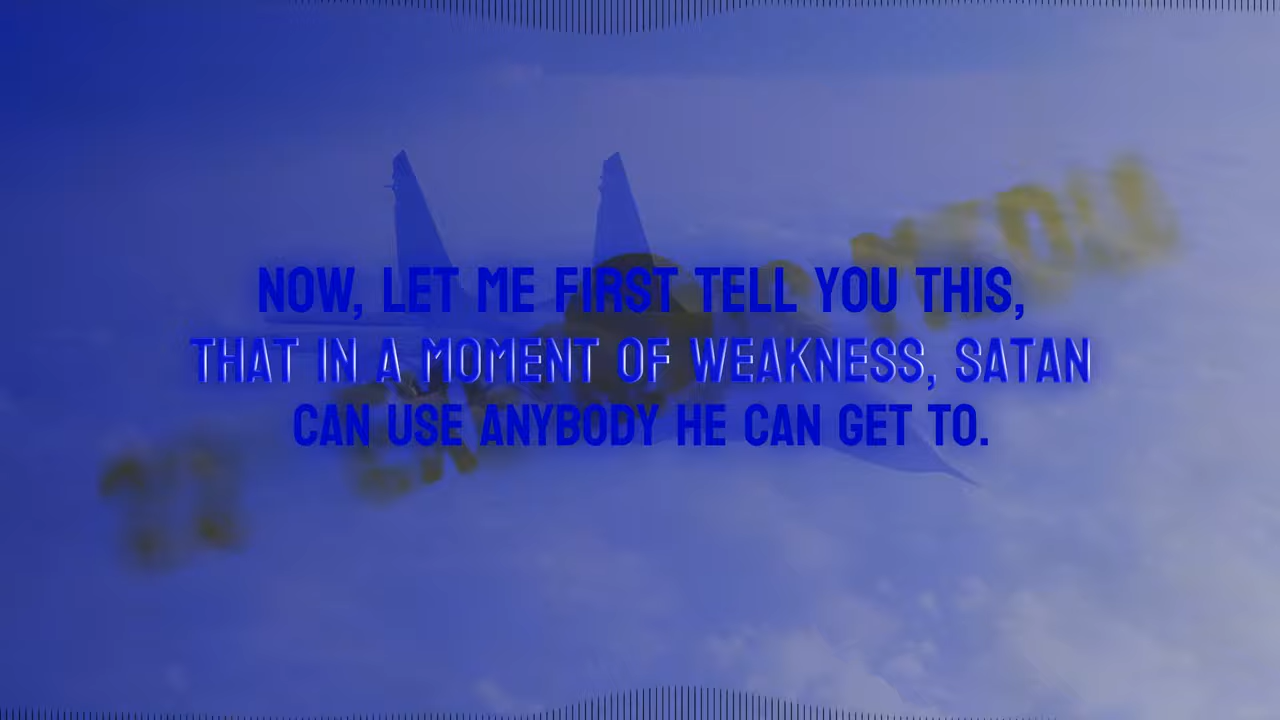 NOW, LET ME FIRST TELL YOU THIS,
THAT IN A MOMENT OF WEAKNESS, SATAN
CAN USE ANYBODY HE CAN GET TO.